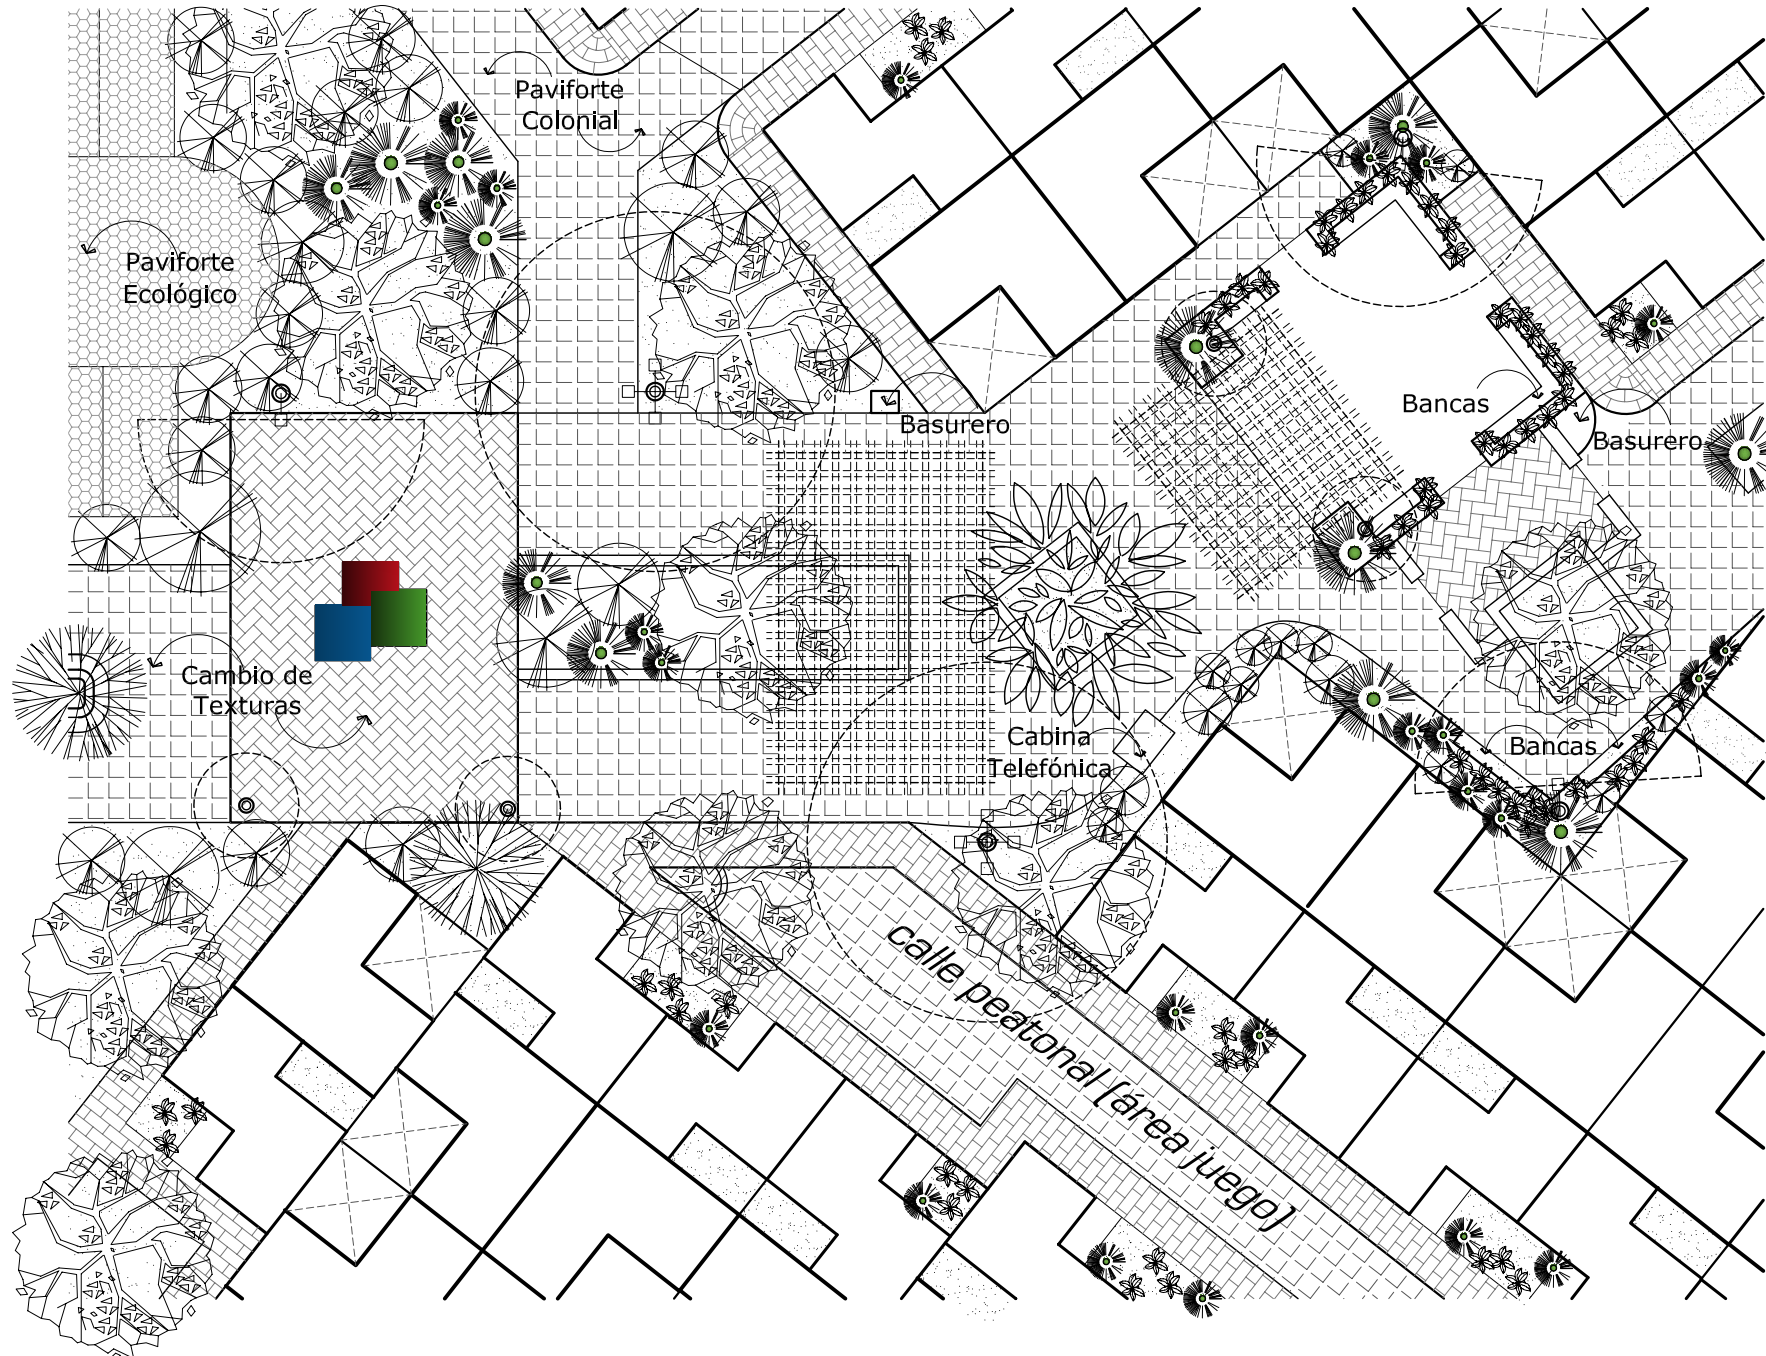 Paviforte
Colonial
Paviforte
Ecológico
Bancas
Basurero
Basurero
Cambio de
Texturas
Cabina
Telefónica
Bancas
calle peatonal (área juego)